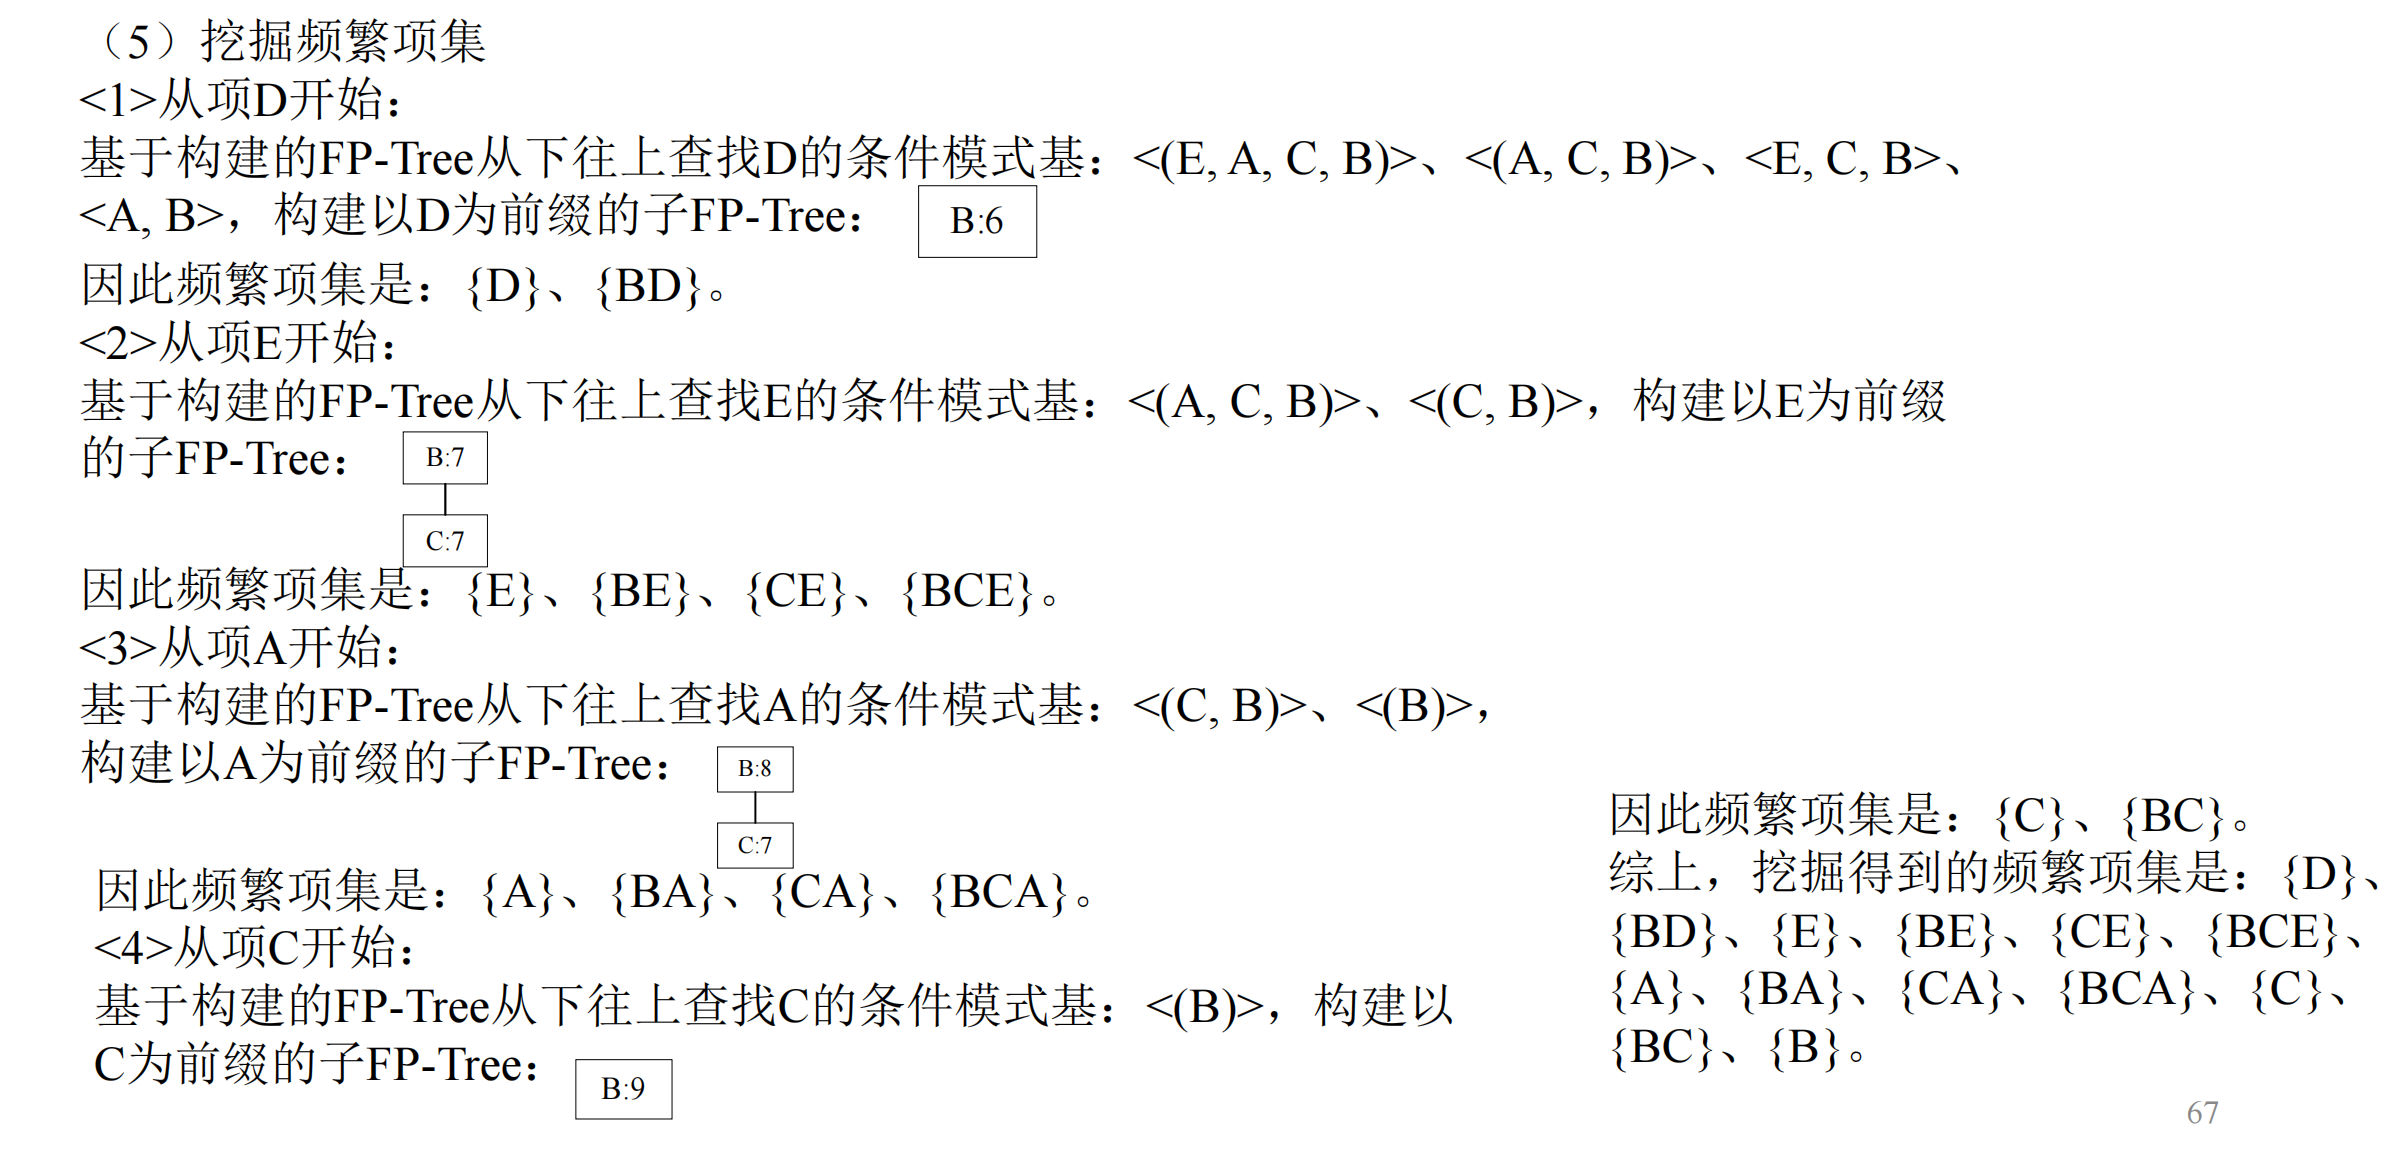 （5）挖掘频繁项集
<1>从项D开始：
基于构建的FP-Tree从下往上查找D的条件模式基：<(E, A, C, B)>、<(A, C, B)>、<E, C, B>、
<A, B>，构建以D为前缀的子FP-Tree：
B:6
因此频繁项集是：{D}、{BD}。
<2>从项E开始：
基于构建的FP-Tree从下往上查找E的条件模式基：<(A, C, B)>、<(C, B)>，构建以E为前缀
的子FP-Tree：
B:7
C:7
因此频繁项集是：{E}、{BE}、{CE}、{BCE}。
<3>从项A开始：
基于构建的FP-Tree从下往上查找A的条件模式基：<(C, B)>、<(B)>，
构建以A为前缀的子FP-Tree：
B:8
C:7
因此频繁项集是：{A}、{BA}、{CA}、{BCA}。
<4>从项C开始：
基于构建的FP-Tree从下往上查找C的条件模式基：<(B)>，构建以
C为前缀的子FP-Tree：
B:9
因此频繁项集是：{C}、{BC}。
综上，挖掘得到的频繁项集是：{D}、
{BD}、{E}、{BE}、{CE}、{BCE}、
{A}、{BA}、{CA}、{BCA}、{C}、
{BC}、{B}。
67